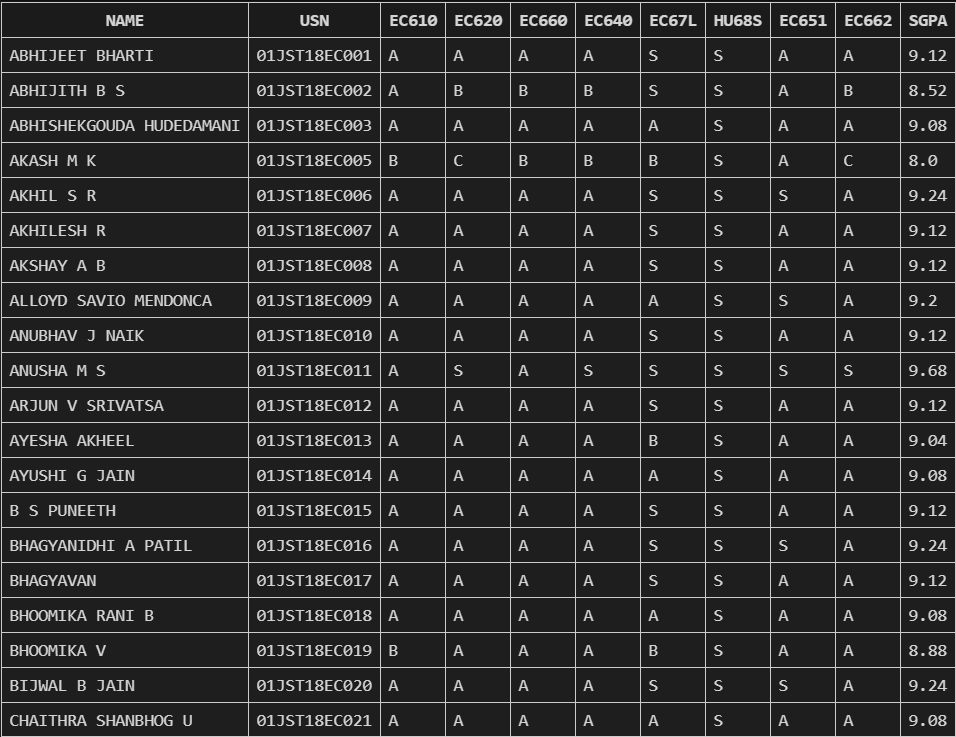 NAME USN EC610 EC620 EC660 EC640 EC67L HU68S EC651 EC662 SGPA
ABHIJEET BHARTI 01JST18EC001 A A A A S S A A 9.12
ABHIJITH B S 01JST18EC002 A B B B S S A B 8.52
ABHISHEKGOUDA HUDEDAMANI 01JST18EC003 A A A A A S A A 9.08
AKASH M K 01JST18EC005 B C B B B S A C 8.0
AKHIL S R 01JST18EC006 A A A A S S S A 9.24
AKHILESH R 01JST18EC007 A A A A S S A A 9.12
AKSHAY A B 01JST18EC008 A A A A S S A A 9.12
ALLOYD SAVIO MENDONCA 01JST18EC009 A A A A A S S A 9.2
ANUBHAV J NAIK 01JST18EC010 A A A A S S A A 9.12
ANUSHA M S 01JST18EC011 A S A S S S S S 9.68
ARJUN V SRIVATSA 01JST18EC012 A A A A S S A A 9.12
AYESHA AKHEEL 01JST18EC013 A A A A B S A A 9.04
AYUSHI G JAIN 01JST18EC014 A A A A A S A A 9.08
B S PUNEETH 01JST18EC015 A A A A S S A A 9.12
BHAGYANIDHI A PATIL 01JST18EC016 A A A A S S S A 9.24
BHAGYAVAN 01JST18EC017 A A A A S S A A 9.12
BHOOMIKA RANI B 01JST18EC018 A A A A A S A A 9.08
BHOOMIKA V 01JST18EC019 B A A A B S A A 8.88
BIJWAL B JAIN 01JST18EC020 A A A A S S S A 9.24
CHAITHRA SHANBHOG U 01JST18EC021 A A A A A S A A 9.08